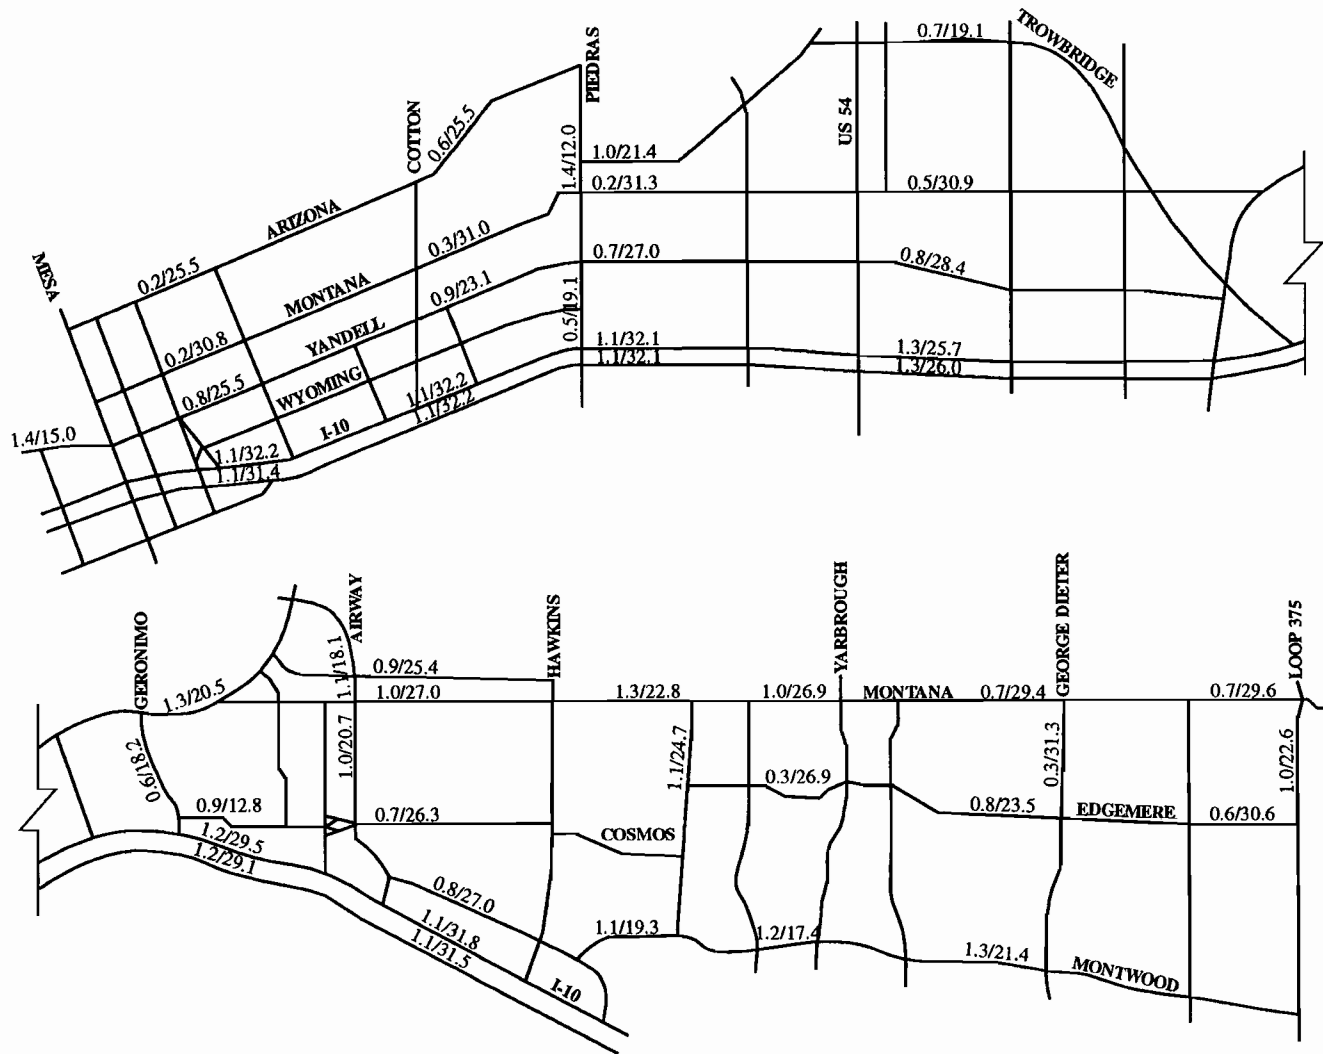 0.7/19.1
TROWBRIDGE
PIEDRAS
US 54
COTTON
0.6/25.5
1.4/12.0
1.0/21.4
0.2/31.3
0.5/30.9
ARIZONA
0.3/31.0
MESA
0.2/25.5
MONTANA
0.9/23.1
0.7/27.0
0.8/28.4
0.5/19.1
0.2/30.8
YANDELL
1.1/32.1
1.1/32.1
1.3/25.7
1.3/26.0
0.8/25.5
WYOMING
1.1/32.2
1.1/32.2
I-10
1.4/15.0
1.1/32.2
1.1/31.4
GERONIMO
AIRWAY
HAWKINS
YARBROUGH
GEORGE DIETER
LOOP 375
1.1/18.1
0.9/25.4
1.3/20.5
1.0/27.0
1.3/22.8
1.0/26.9
MONTANA
0.7/29.4
0.7/29.6
0.6/18.2
1.0/20.7
1.1/24.7
0.3/31.3
1.0/22.6
0.3/26.9
0.9/12.8
0.7/26.3
0.8/23.5
EDGEMERE
0.6/30.6
COSMOS
1.2/29.5
1.2/29.1
0.8/27.0
1.1/19.3
1.2/17.4
1.1/31.8
1.1/31.5
1.3/21.4
MONTWOOD
I-10